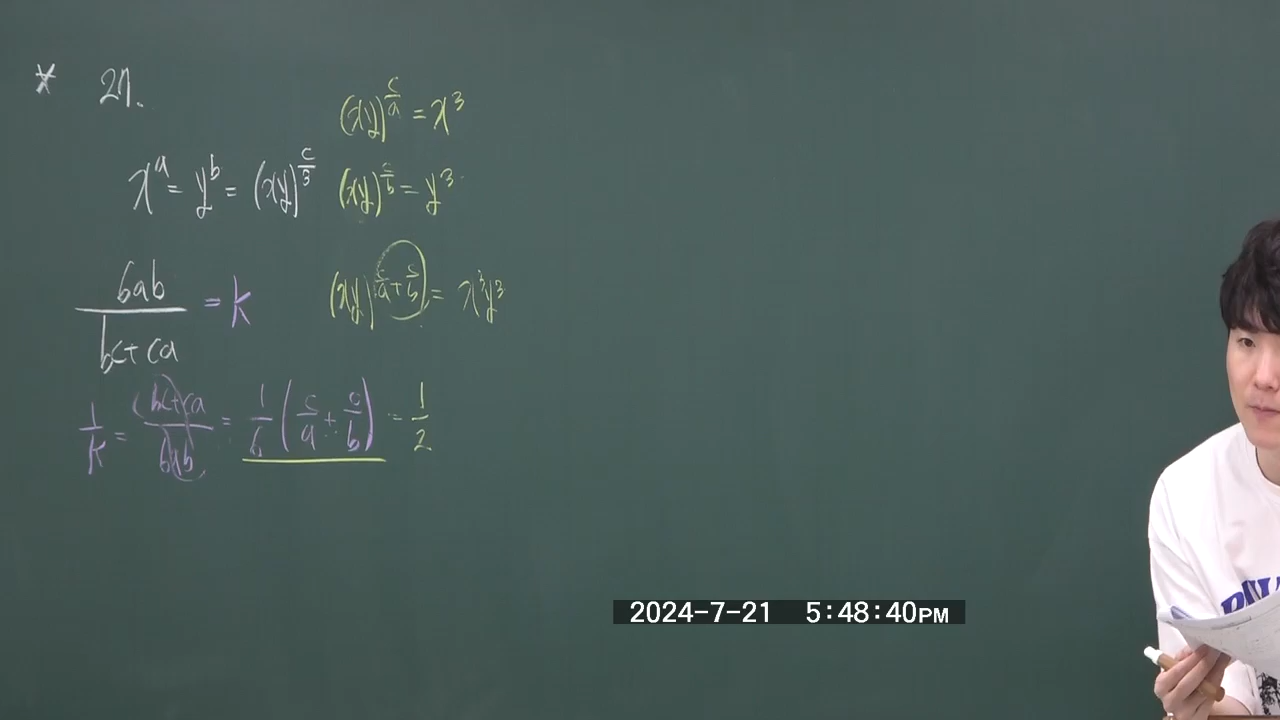 * 27.
x^a = y^b = (xy)^{c/3}
6ab / (bc+ca) = k
1/k = (bc+ca) / 6ab = 1/6 (c/a + c/b) = 1/2
(xy)^{c/a} = x^3
(xy)^{c/b} = y^3
(xy)^{c/a + c/b} = x^3y^3
2024-7-21 5:48:40PM